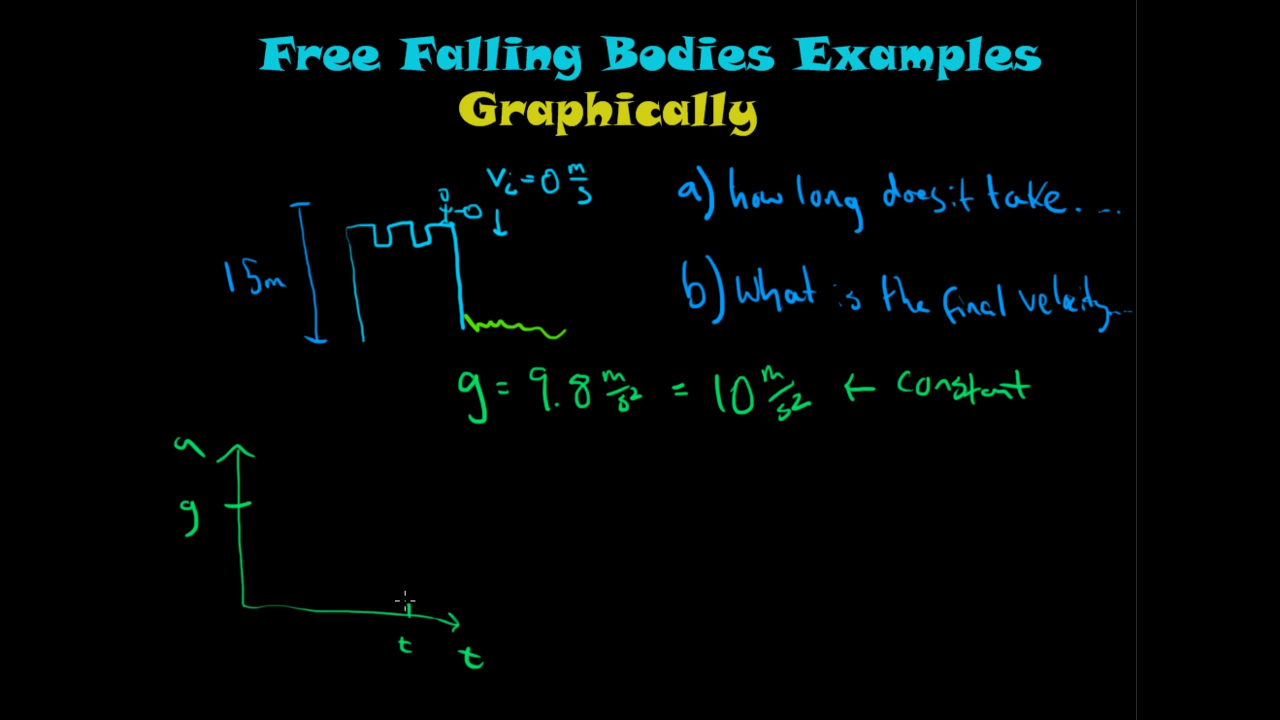 Free Falling Bodies Examples
Graphically
Vi = 0 m/s
a) how long does it take....
15m
b) What is the final velocity...
g = 9.8 m/s² = 10 m/s² ← constant
a
g
t
t